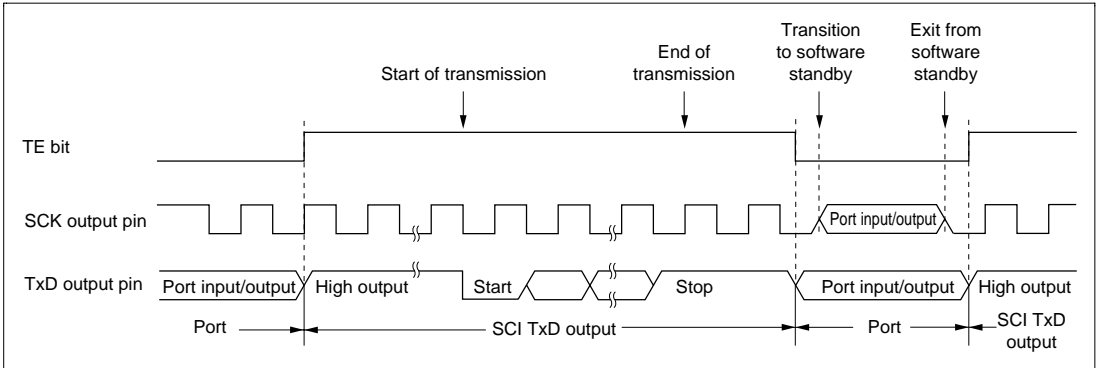 Start of transmission
End of
transmission
Transition
to software
standby
Exit from
software
standby
TE bit
SCK output pin
Port input/output
TxD output pin
Port input/output
High output
Start
Stop
Port input/output
High output
Port
SCI TxD output
Port
SCI TxD
output